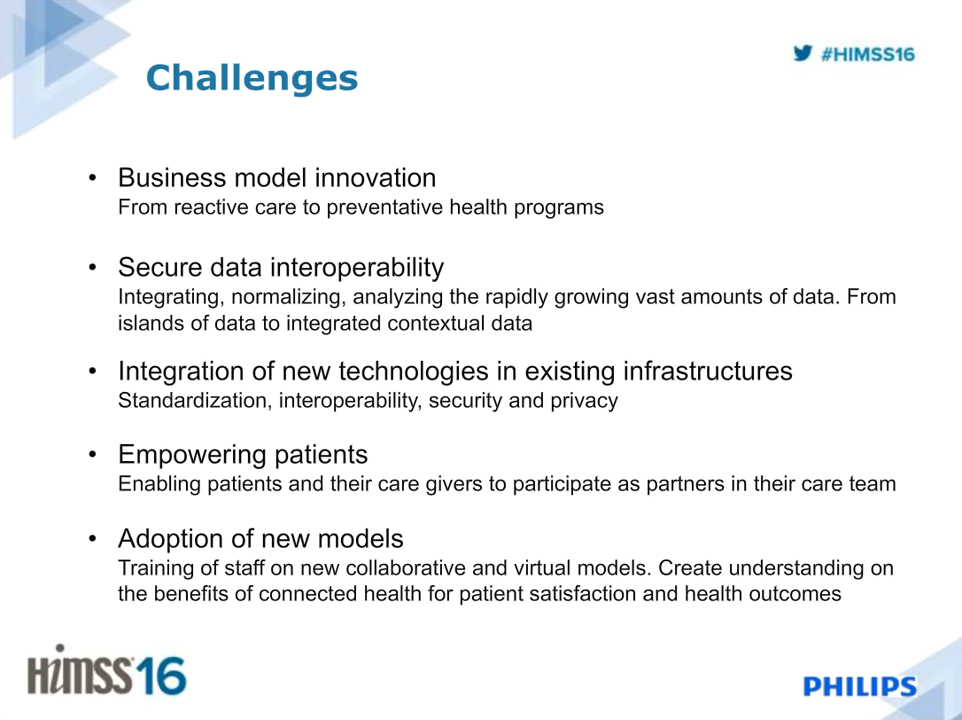 #HIMSS16
Challenges
• Business model innovation
From reactive care to preventative health programs
• Secure data interoperability
Integrating, normalizing, analyzing the rapidly growing vast amounts of data. From
islands of data to integrated contextual data
• Integration of new technologies in existing infrastructures
Standardization, interoperability, security and privacy
• Empowering patients
Enabling patients and their care givers to participate as partners in their care team
• Adoption of new models
Training of staff on new collaborative and virtual models. Create understanding on
the benefits of connected health for patient satisfaction and health outcomes
HIMSS 16
PHILIPS